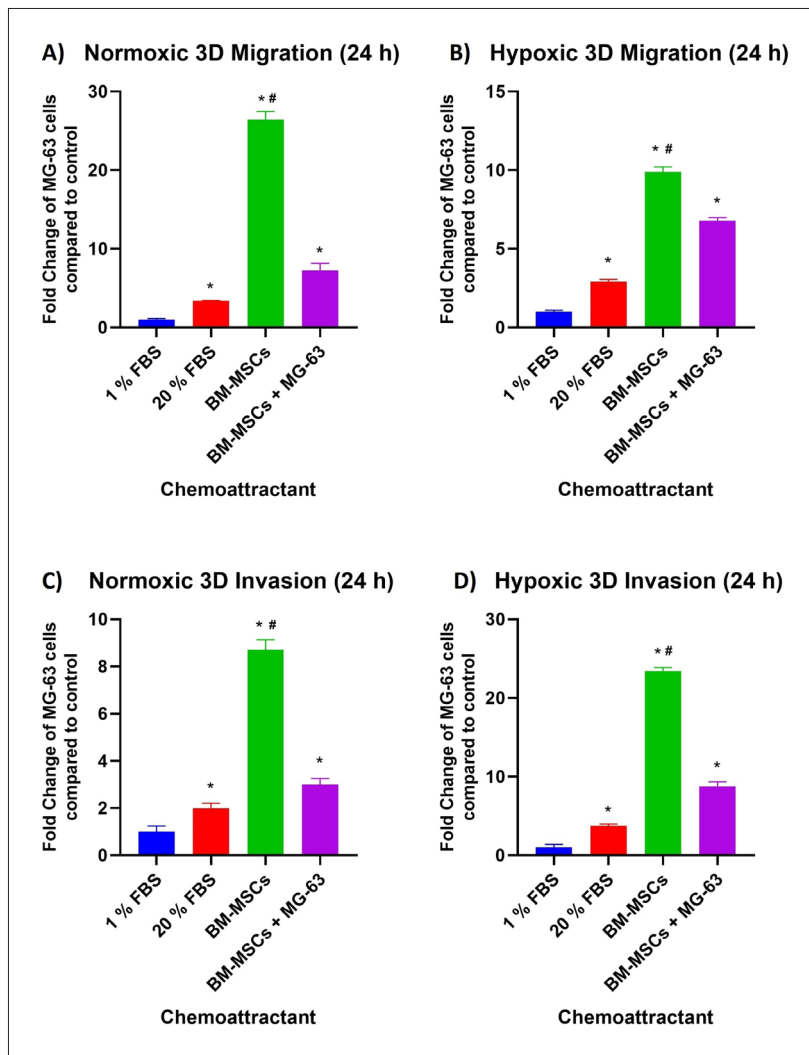 A) Normoxic 3D Migration (24 h)
Fold Change of MG-63 cells
compared to control
30
20
10
0
* * # *
1 % FBS
20 % FBS
BM-MSCs
BM-MSCs + MG-63
Chemoattractant
B) Hypoxic 3D Migration (24 h)
Fold Change of MG-63 cells
compared to control
15
10
5
0
* * # *
1 % FBS
20 % FBS
BM-MSCs
BM-MSCs + MG-63
Chemoattractant
C) Normoxic 3D Invasion (24 h)
Fold Change of MG-63 cells
compared to control
10
8
6
4
2
0
* * # *
1 % FBS
20 % FBS
BM-MSCs
BM-MSCs + MG-63
Chemoattractant
D) Hypoxic 3D Invasion (24 h)
Fold Change of MG-63 cells
compared to control
30
20
10
0
* * # *
1 % FBS
20 % FBS
BM-MSCs
BM-MSCs + MG-63
Chemoattractant